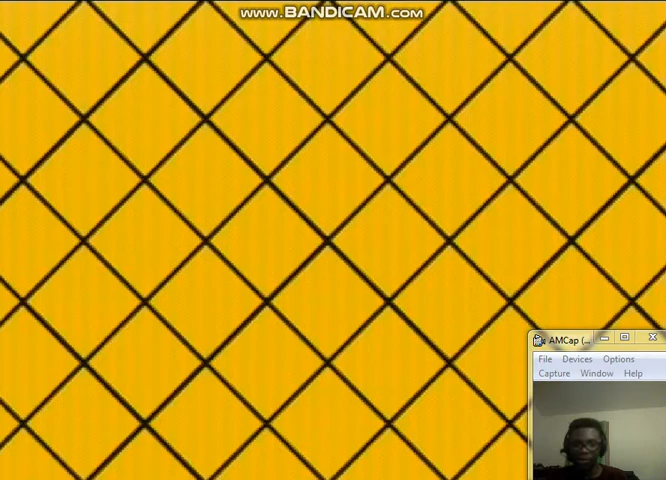 www.BANDICAM.com
AMCap (...
File Devices Options
Capture Window Help